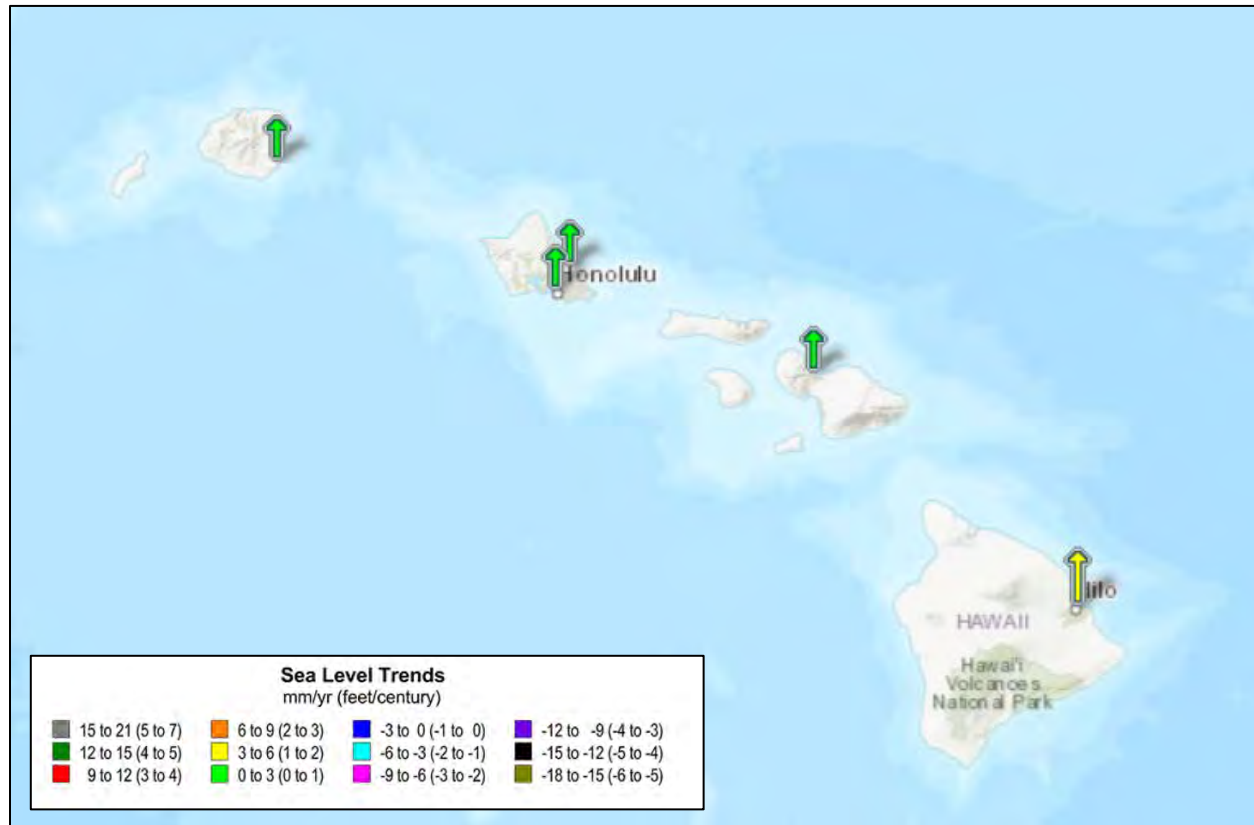 Honolulu
Hilo
HAWAII
Hawai'i
Volcanoes
National Park
Sea Level Trends
mm/yr (feet/century)
15 to 21 (5 to 7) 6 to 9 (2 to 3) -3 to 0 (-1 to 0) -12 to -9 (-4 to -3)
12 to 15 (4 to 5) 3 to 6 (1 to 2) -6 to -3 (-2 to -1) -15 to -12 (-5 to -4)
9 to 12 (3 to 4) 0 to 3 (0 to 1) -9 to -6 (-3 to -2) -18 to -15 (-6 to -5)